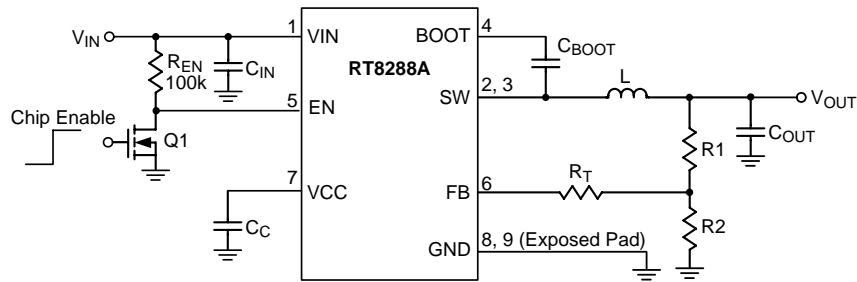 VIN
REN
100k
CIN
1
VIN
BOOT
4
CBOOT
RT8288A
L
SW
2, 3
VOUT
5
EN
Chip Enable
Q1
COUT
R1
RT
7
VCC
FB
6
CC
R2
GND
8, 9 (Exposed Pad)